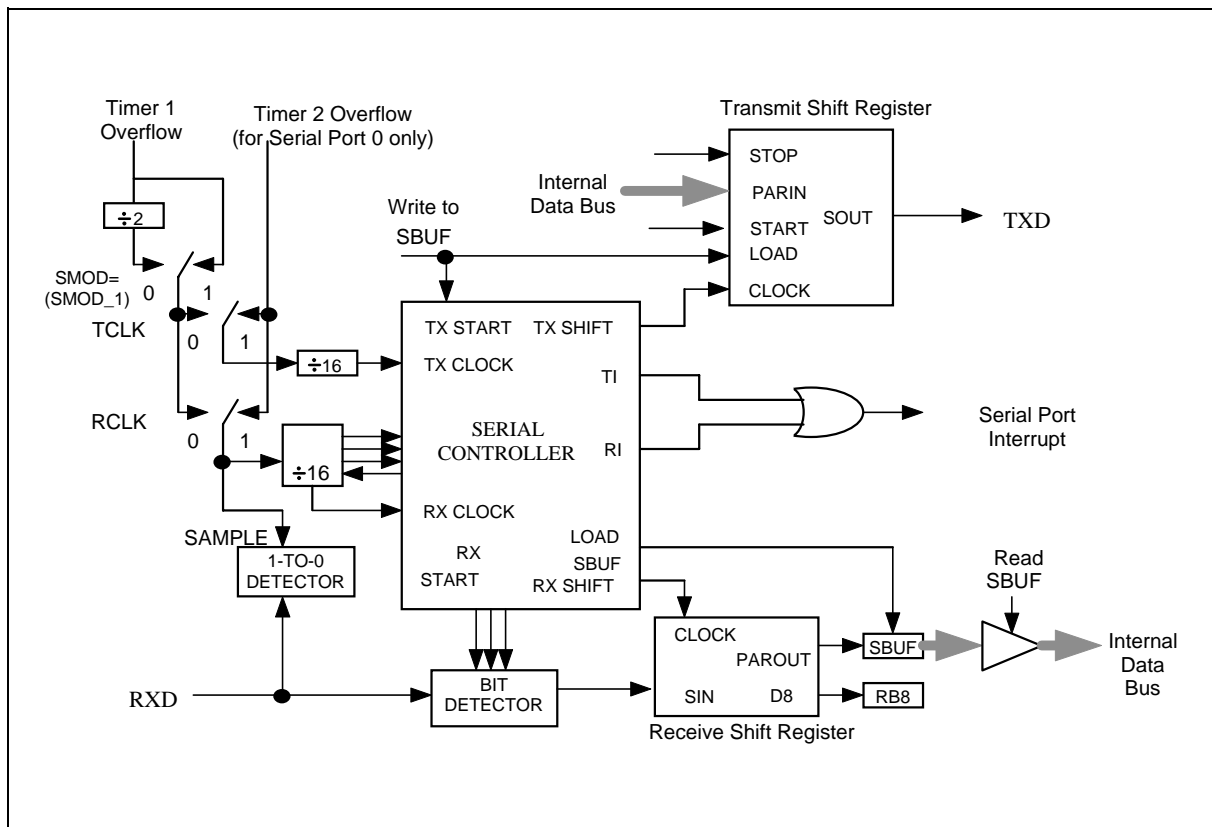 Timer 1
Overflow
Timer 2 Overflow
(for Serial Port 0 only)
Transmit Shift Register
÷2
Write to
SBUF
Internal
Data Bus
STOP
PARIN
SOUT
START
LOAD
CLOCK
TXD
SMOD=
(SMOD_1)
0
1
TCLK
0
1
÷16
TX START
TX SHIFT
TX CLOCK
TI
RCLK
0
1
÷16
SERIAL
CONTROLLER
RI
Serial Port
Interrupt
RX CLOCK
SAMPLE
1-TO-0
DETECTOR
RX
START
LOAD
SBUF
RX SHIFT
Read
SBUF
CLOCK
PAROUT
SBUF
Internal
Data
Bus
RXD
BIT
DETECTOR
SIN
D8
RB8
Receive Shift Register